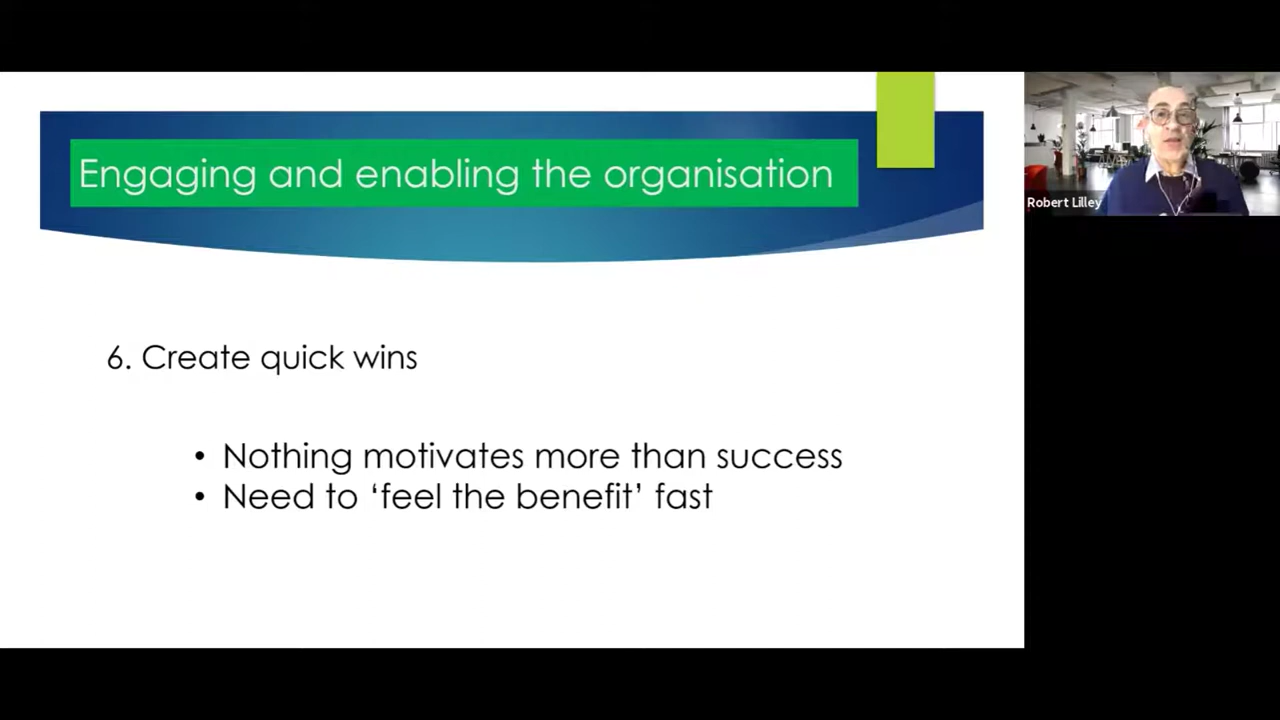 Engaging and enabling the organisation
Robert Lilley
6. Create quick wins
• Nothing motivates more than success
• Need to ‘feel the benefit’ fast